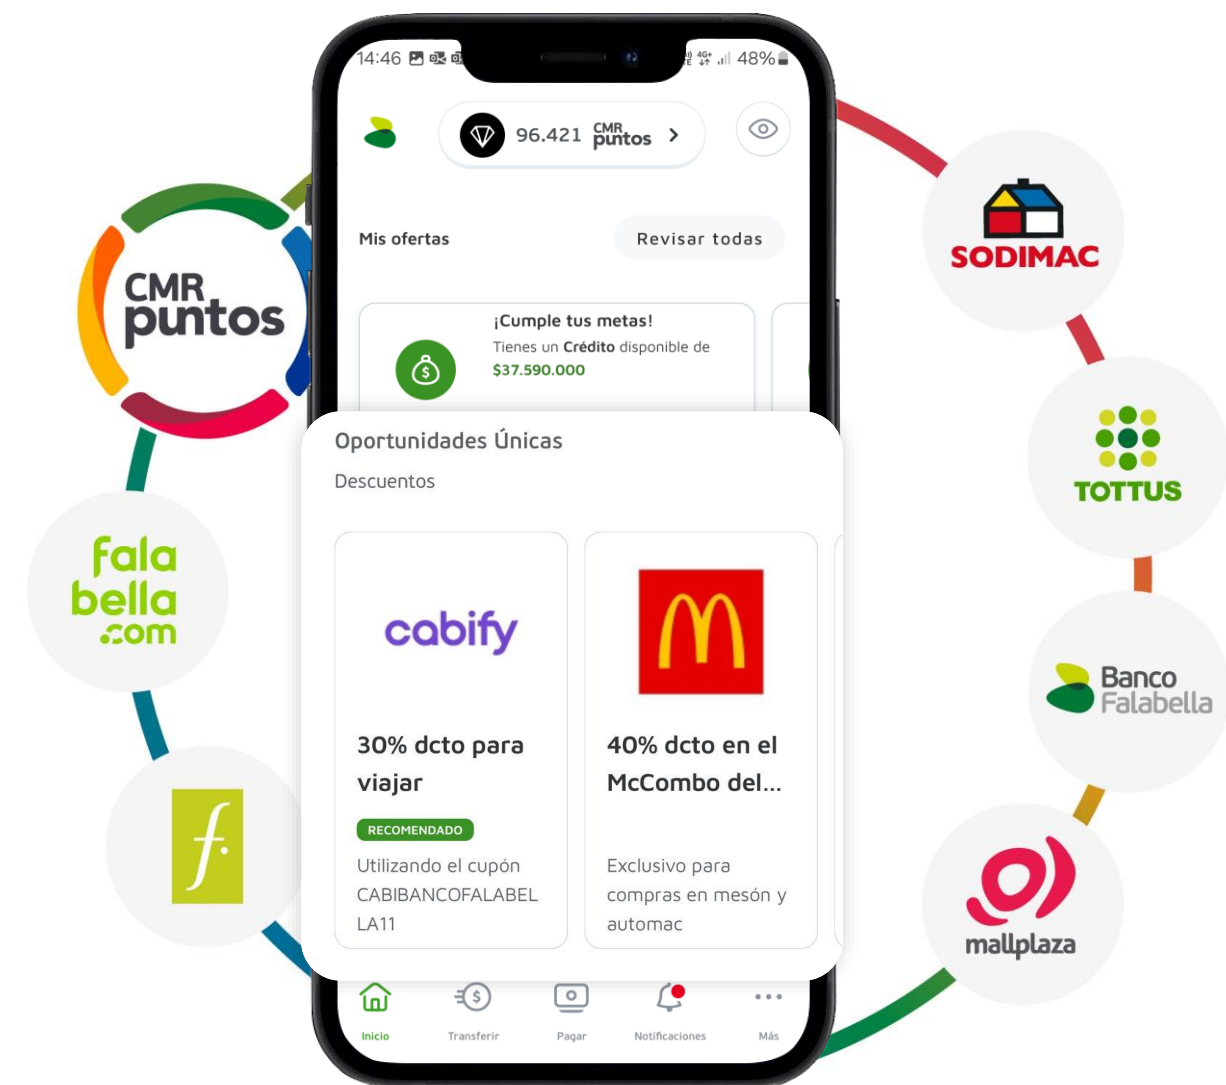 14:46
4G+
48%
96.421 CMR puntos
Mis ofertas
Revisar todas
¡Cumple tus metas!
Tienes un Crédito disponible de
$37.590.000
Oportunidades Únicas
Descuentos
cabify
30% dcto para
viajar
RECOMENDADO
Utilizando el cupón
CABIBANCOFALABEL
LA11
M
40% dcto en el
McCombo del...
Exclusivo para
compras en mesón y
automac
Inicio
Transferir
Pagar
Notificaciones
Más
CMR
puntos
fala
bella
.com
f.
SODIMAC
TOTTUS
Banco
Falabella
mallplaza